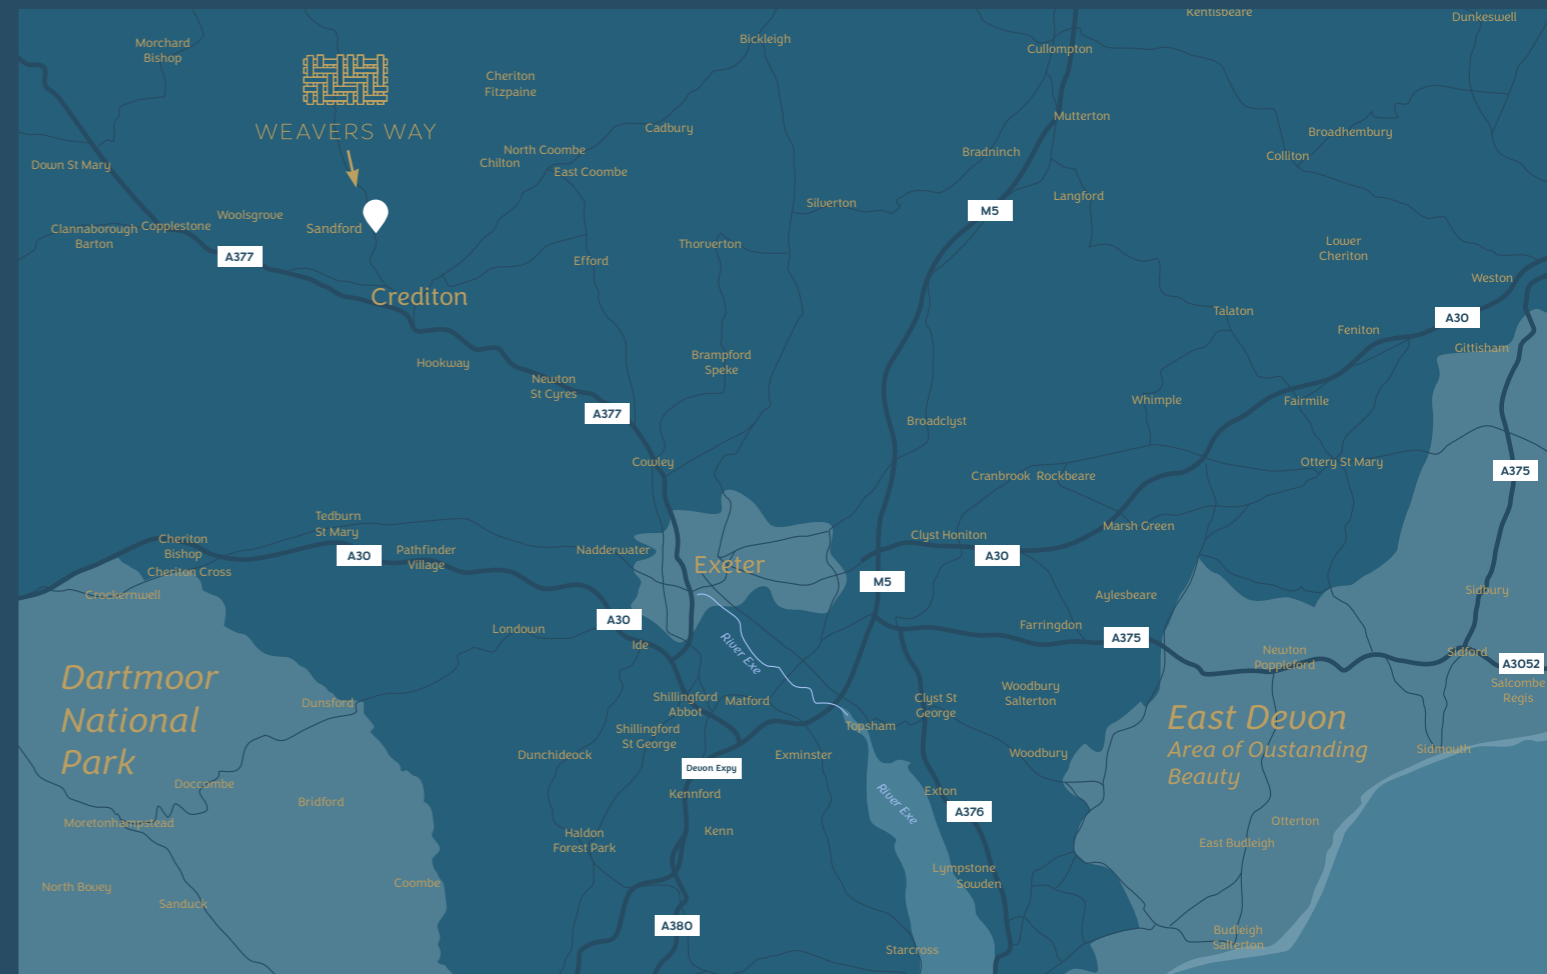 Kentisbeare
Dunkeswell
Morchard
Bishop
Bickleigh
Cullompton
Cheriton
Fitzpaine
WEAVERS WAY
Cadbury
Mutterton
Broadhembury
North Coombe
Chilton
East Coombe
Bradninch
Colliton
Down St Mary
Langford
Silverton
M5
Woolsgrove
Clannaborough
Barton
Copplestone
Sandford
A377
Thorverton
Efford
Lower
Cheriton
Weston
Crediton
Talaton
A30
Feniton
Gittisham
Hookway
Brampford
Speke
Newton
St Cyres
A377
Whimple
Fairmile
Broadclyst
Cowley
Cranbrook
Rockbeare
Ottery St Mary
A375
Tedburn
St Mary
Cheriton
Bishop
Cheriton Cross
A30
Pathfinder
Village
Nadderwater
Exeter
Clyst Honiton
A30
Marsh Green
M5
Crockernwell
Aylesbeare
Sidbury
A30
Londown
Ide
River Exe
Farringdon
A375
Newton
Poppleford
Sidford
A3052
Salcombe
Regis
Dartmoor
National
Park
Dunsford
Shillingford
Abbot
Matford
Clyst St
George
Woodbury
Salterton
Shillingford
St George
Topsham
East Devon
Area of Oustanding
Beauty
Dunchideock
Exminster
Woodbury
Sidmouth
Devon Expy
Doccombe
Bridford
Kennford
River Exe
Exton
A376
Moretonhampstead
Haldon
Forest Park
Kenn
Otterton
East Budleigh
North Bovey
Coombe
Lympstone
Sowden
Sanduck
A380
Starcross
Budleigh
Salterton